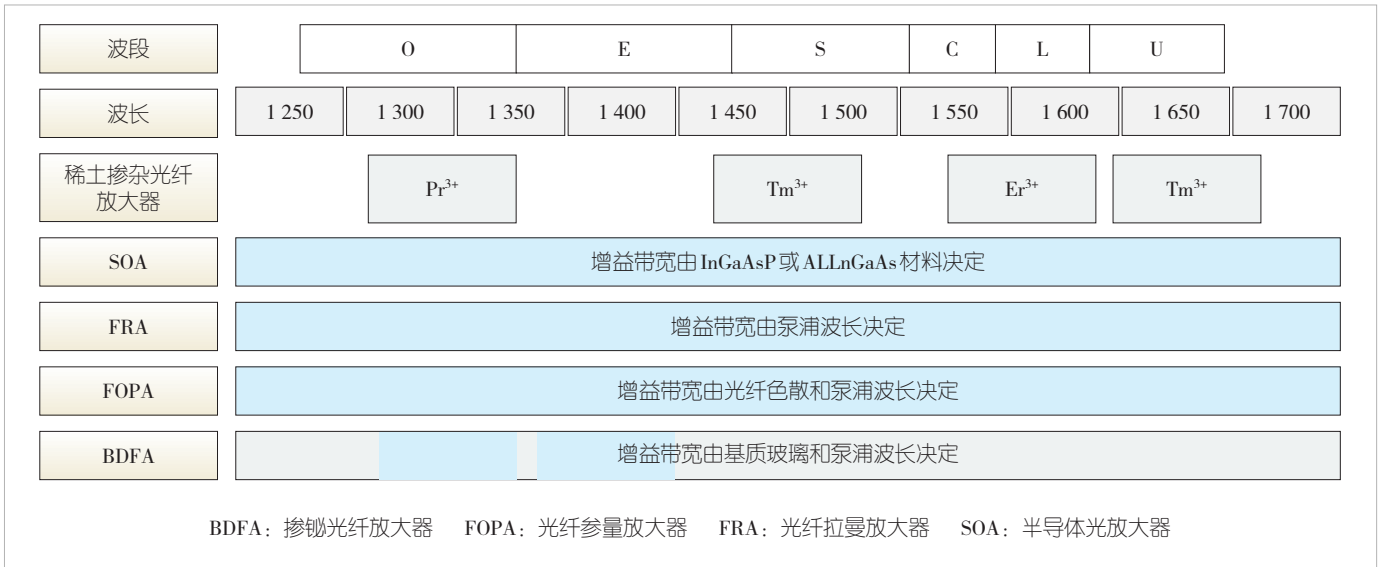 波段 O E S C L U
波长 1 250 1 300 1 350 1 400 1 450 1 500 1 550 1 600 1 650 1 700
稀土掺杂光纤
放大器
Pr³⁺ Tm³⁺ Er³⁺ Tm³⁺
SOA 增益带宽由InGaAsP或ALLnGaAs材料决定
FRA 增益带宽由泵浦波长决定
FOPA 增益带宽由光纤色散和泵浦波长决定
BDFA 增益带宽由基质玻璃和泵浦波长决定
BDFA：掺铋光纤放大器 FOPA：光纤参量放大器 FRA：光纤拉曼放大器 SOA：半导体光放大器